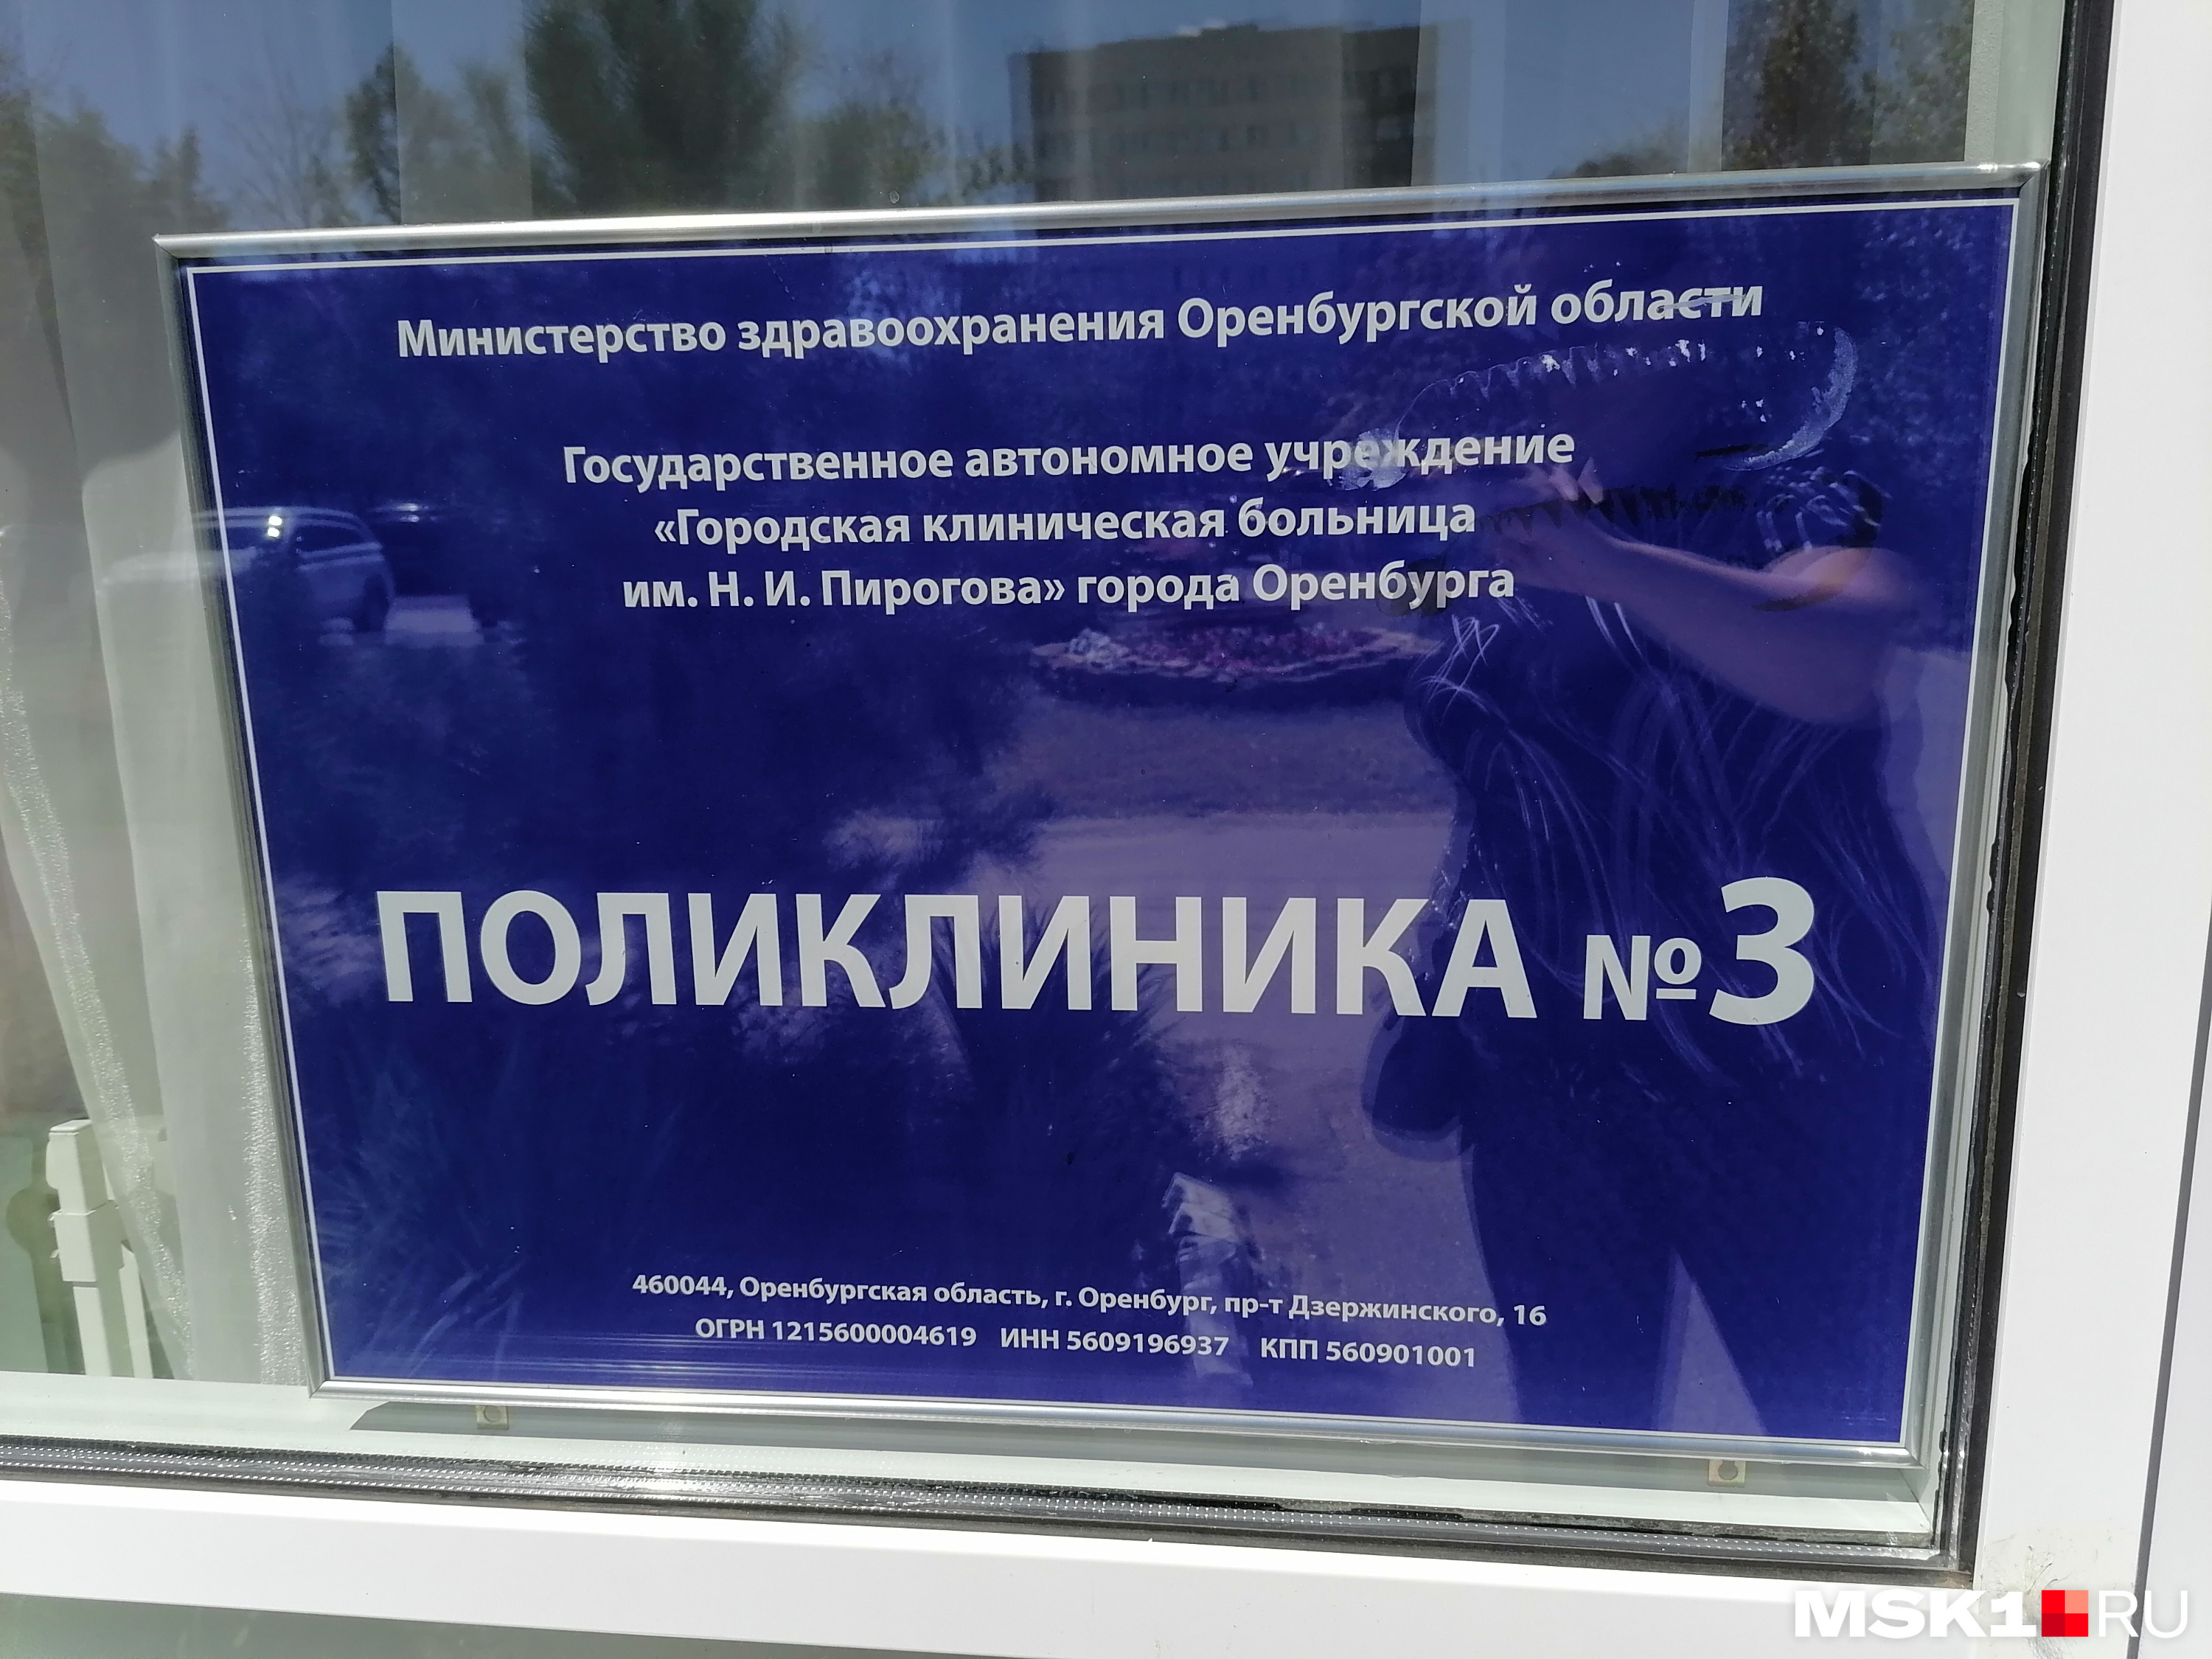 Министерство здравоохранения Оренбургской области
Государственное автономное учреждение
«Городская клиническая больница
им. Н. И. Пирогова» города Оренбурга
ПОЛИКЛИНИКА №3
460044, Оренбургская область, г. Оренбург, пр-т Дзержинского, 16
ОГРН 1215600004619 ИНН 5609196937 КПП 560901001
MSK1.RU